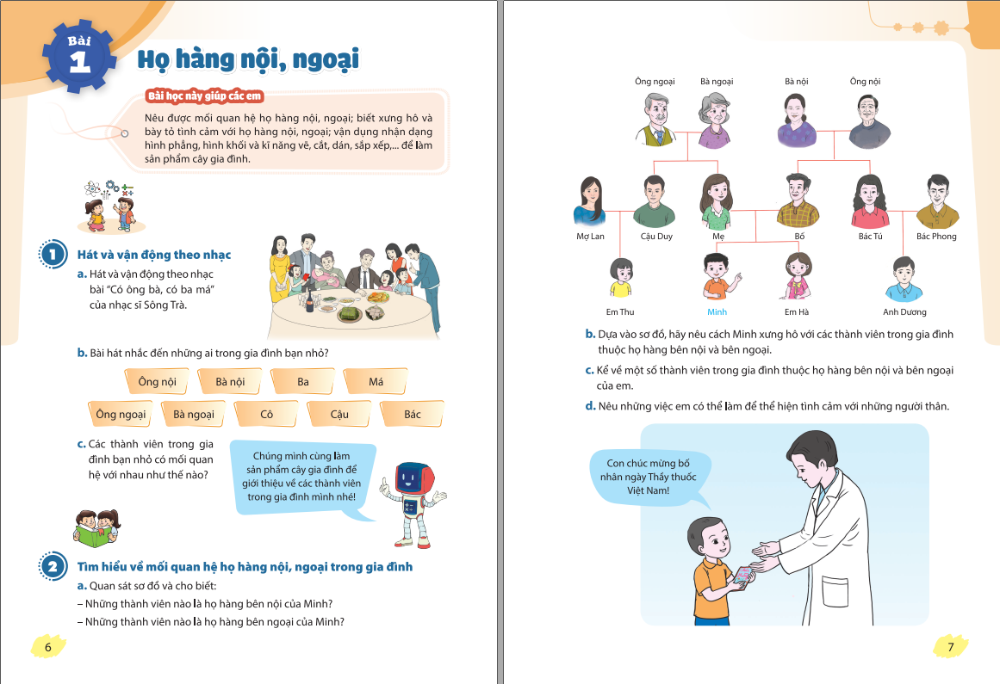 Bài
1
Họ hàng nội, ngoại
Bài học này giúp các em
Nêu được mối quan hệ họ hàng nội, ngoại; biết xưng hô và
bày tỏ tình cảm với họ hàng nội, ngoại; vận dụng nhận dạng
hình phẳng, hình khối và kĩ năng vẽ, cắt, dán, sắp xếp,... để làm
sản phẩm cây gia đình.
1 Hát và vận động theo nhạc
a. Hát và vận động theo nhạc
bài “Có ông bà, có ba má”
của nhạc sĩ Sông Trà.
b. Bài hát nhắc đến những ai trong gia đình bạn nhỏ?
Ông nội Bà nội Ba Má
Ông ngoại Bà ngoại Cô Cậu Bác
c. Các thành viên trong gia
đình bạn nhỏ có mối quan
hệ với nhau như thế nào?
Chúng mình cùng làm
sản phẩm cây gia đình để
giới thiệu về các thành viên
trong gia đình mình nhé!
2 Tìm hiểu về mối quan hệ họ hàng nội, ngoại trong gia đình
a. Quan sát sơ đồ và cho biết:
– Những thành viên nào là họ hàng bên nội của Minh?
– Những thành viên nào là họ hàng bên ngoại của Minh?
6
Ông ngoại Bà ngoại Bà nội Ông nội
Mợ Lan Cậu Duy Mẹ Bố Bác Tú Bác Phong
Em Thu Minh Em Hà Anh Dương
b. Dựa vào sơ đồ, hãy nêu cách Minh xưng hô với các thành viên trong gia đình
thuộc họ hàng bên nội và bên ngoại.
c. Kể về một số thành viên trong gia đình thuộc họ hàng bên nội và bên ngoại
của em.
d. Nêu những việc em có thể làm để thể hiện tình cảm với những người thân.
Con chúc mừng bố
nhân ngày Thầy thuốc
Việt Nam!
7